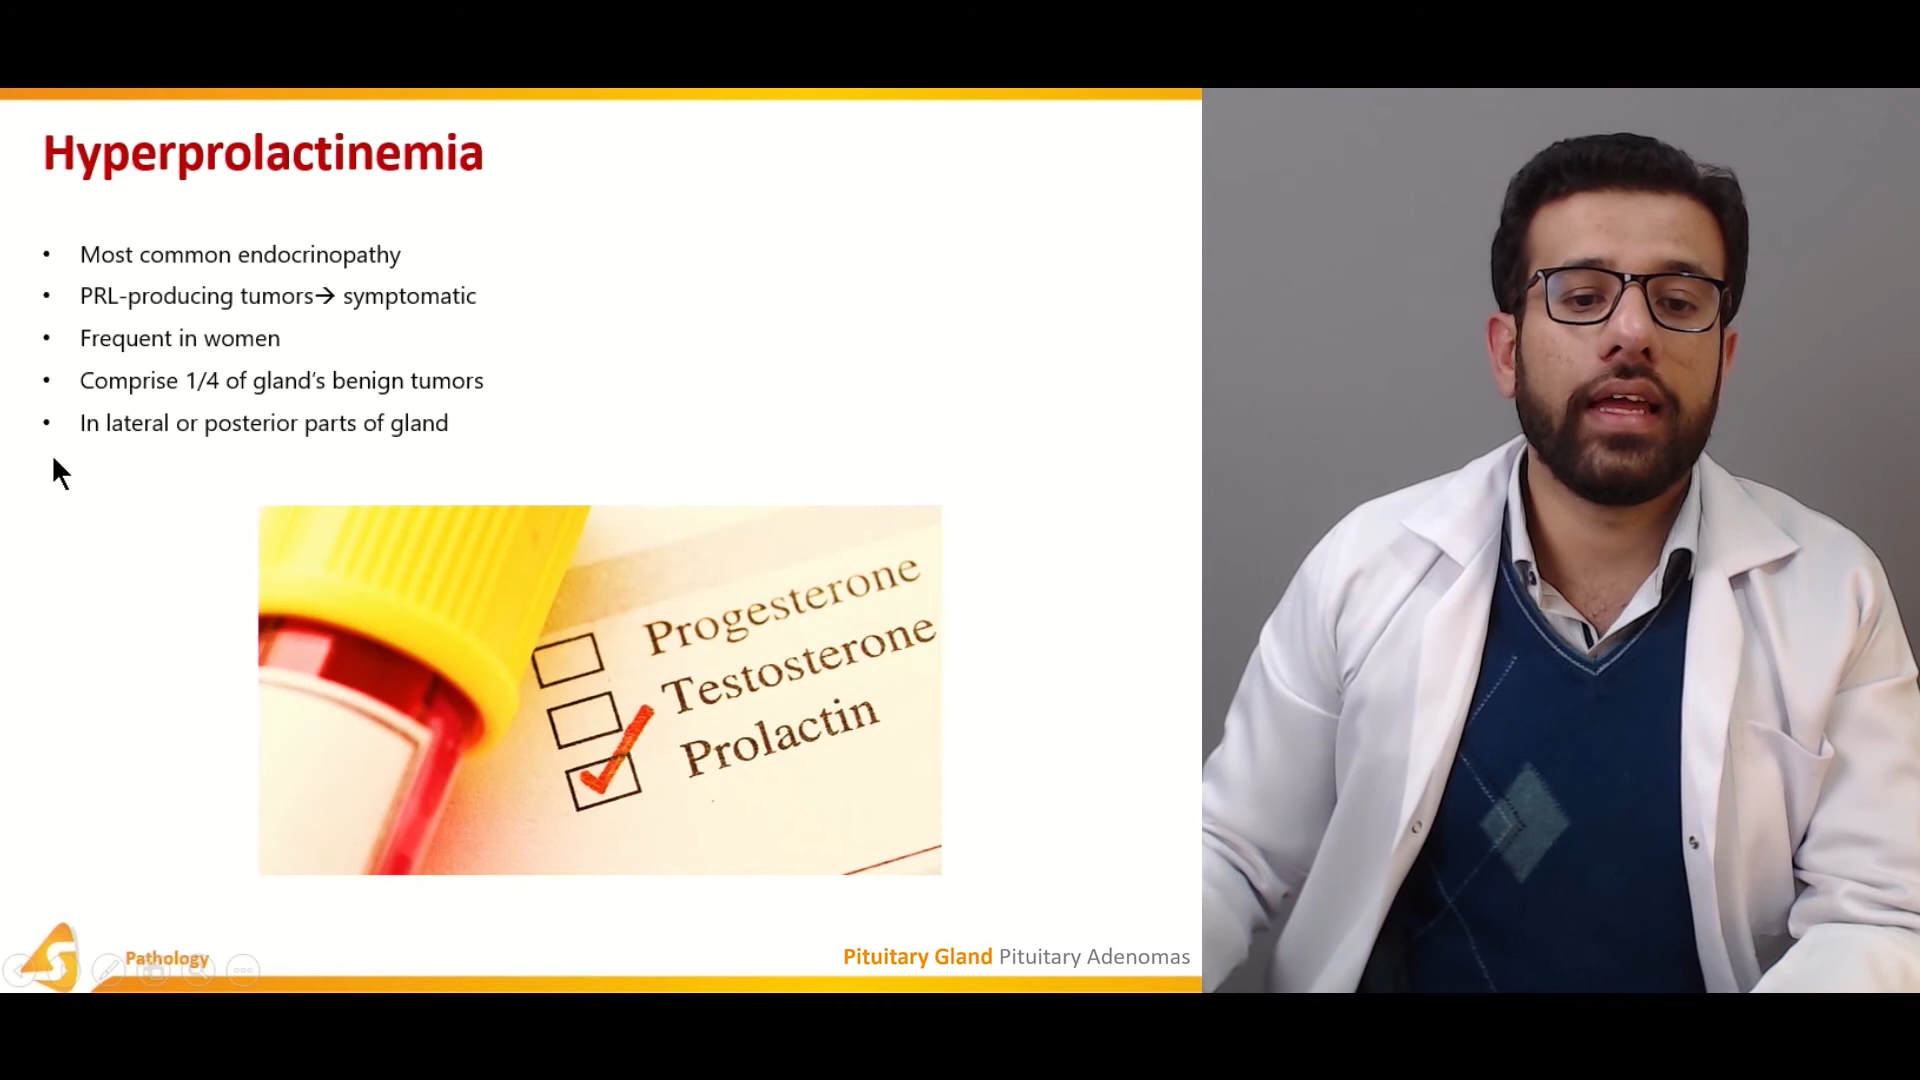 Hyperprolactinemia
• Most common endocrinopathy
• PRL-producing tumors→ symptomatic
• Frequent in women
• Comprise 1/4 of gland’s benign tumors
• In lateral or posterior parts of gland
Progesterone
Testosterone
Prolactin
Pathology
Pituitary Gland Pituitary Adenomas